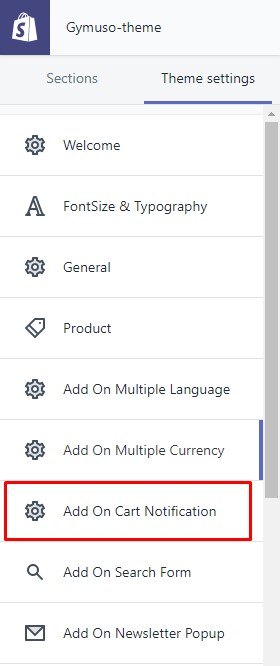 Gymuso-theme
Sections Theme settings
Welcome
FontSize & Typography
General
Product
Add On Multiple Language
Add On Multiple Currency
Add On Cart Notification
Add On Search Form
Add On Newsletter Popup